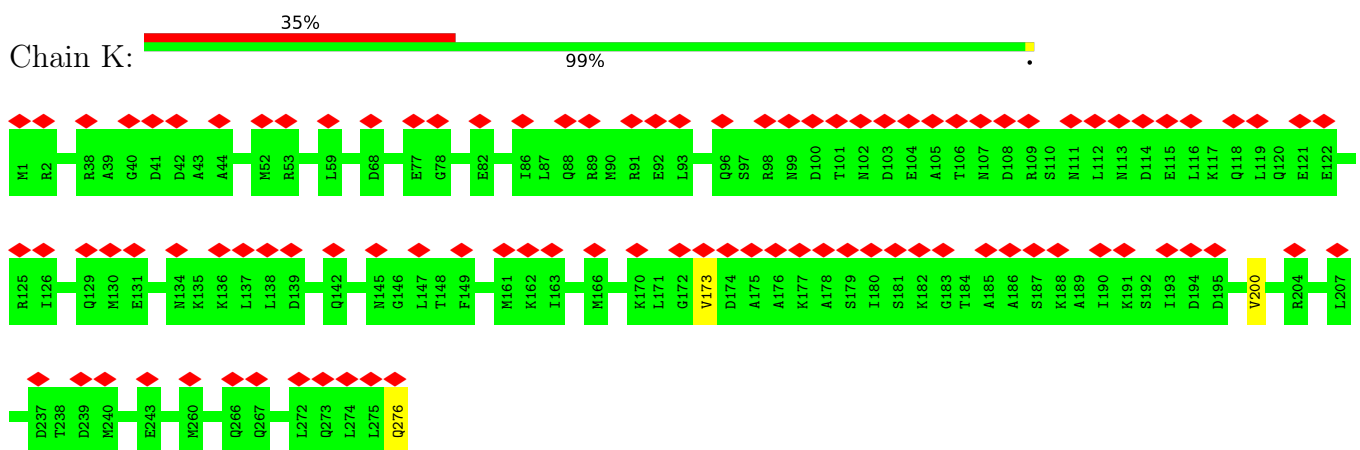 35%
Chain K:
99%
•
M1 R2 R38 A39 G40 D41 D42 A43 A44 M52 R53 L59 D68 E77 G78 E82 I86 L87 Q88 R89 M90 R91 E92 L93 Q96 S97 R98 N99 D100 T101 N102 D103 E104 A105 T106 N107 D108 R109 S110 N111 L112 N113 D114 E115 L116 K117 Q118 L119 Q120 E121 E122
R125 I126 Q129 M130 E131 N134 K135 K136 L137 L138 D139 Q142 N145 G146 L147 T148 F149 M161 K162 I163 M166 K170 L171 G172 V173 D174 A175 A176 K177 A178 S179 I180 S181 K182 G183 T184 A185 A186 S187 K188 A189 I190 K191 S192 I193 D194 D195 V200 R204 L207
D237 T238 D239 M240 E243 M260 Q266 Q267 L272 Q273 L274 L275 Q276